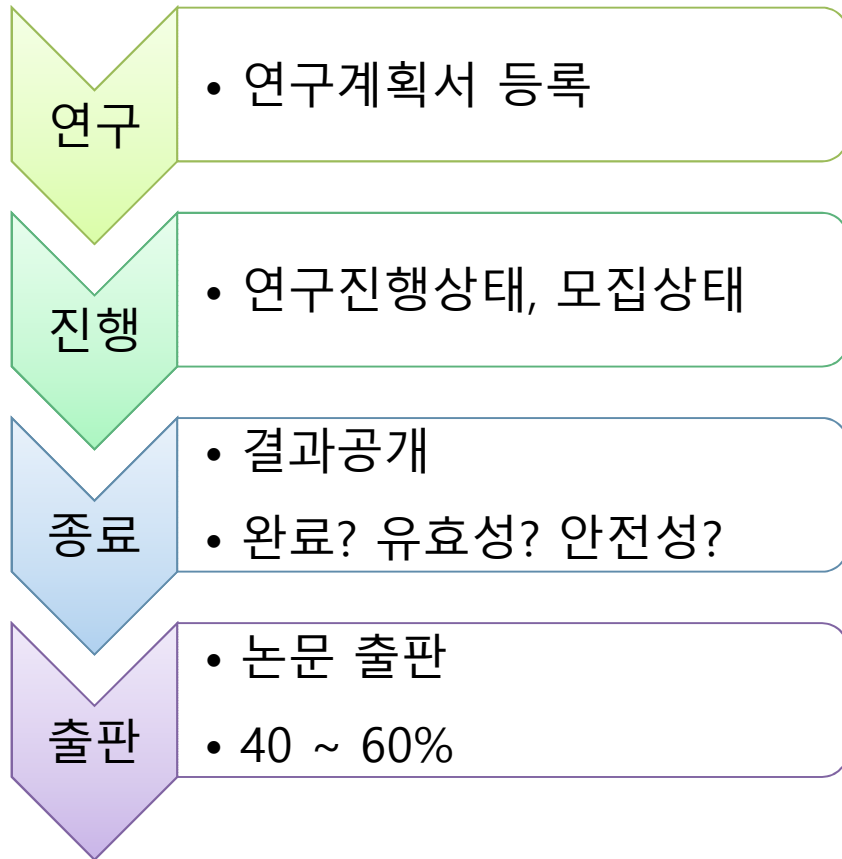 연구
• 연구계획서 등록
진행
• 연구진행상태, 모집상태
종료
• 결과공개
• 완료? 유효성? 안전성?
출판
• 논문 출판
• 40 ~ 60%